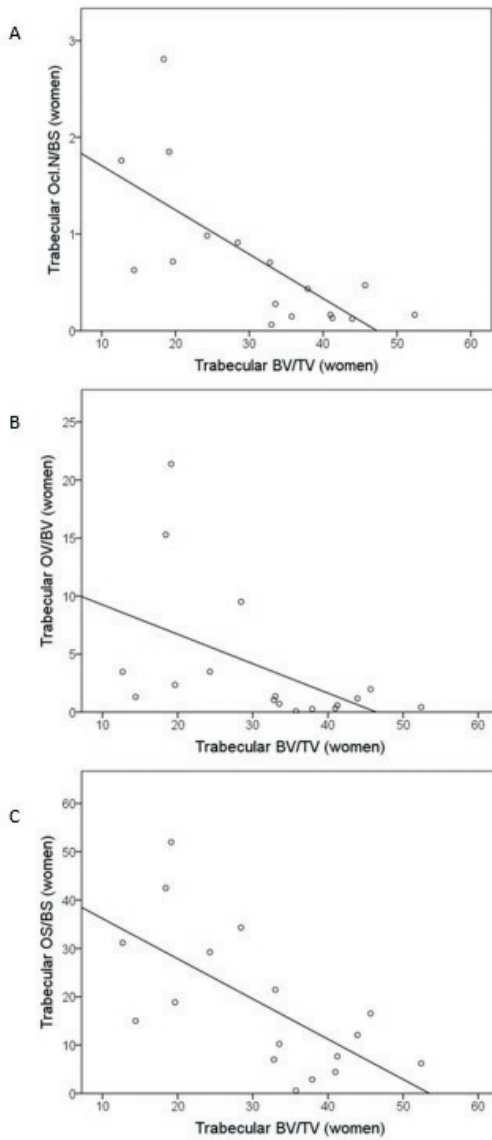 A
Trabecular Ocl.N/BS (women)
3
2
1
0
10 20 30 40 50 60
Trabecular BV/TV (women)
B
Trabecular OV/BV (women)
25
20
15
10
5
0
10 20 30 40 50 60
Trabecular BV/TV (women)
C
Trabecular OS/BS (women)
60
50
40
30
20
10
0
10 20 30 40 50 60
Trabecular BV/TV (women)